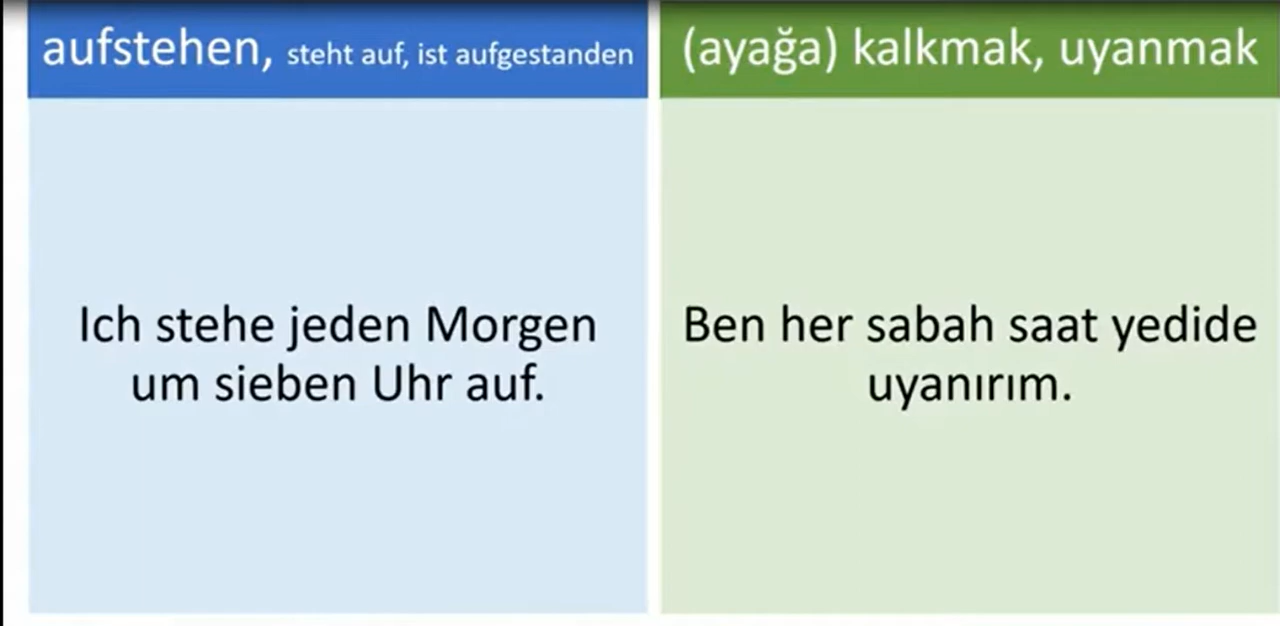 aufstehen, steht auf, ist aufgestanden
(ayağa) kalkmak, uyanmak
Ich stehe jeden Morgen
um sieben Uhr auf.
Ben her sabah saat yedide
uyanırım.